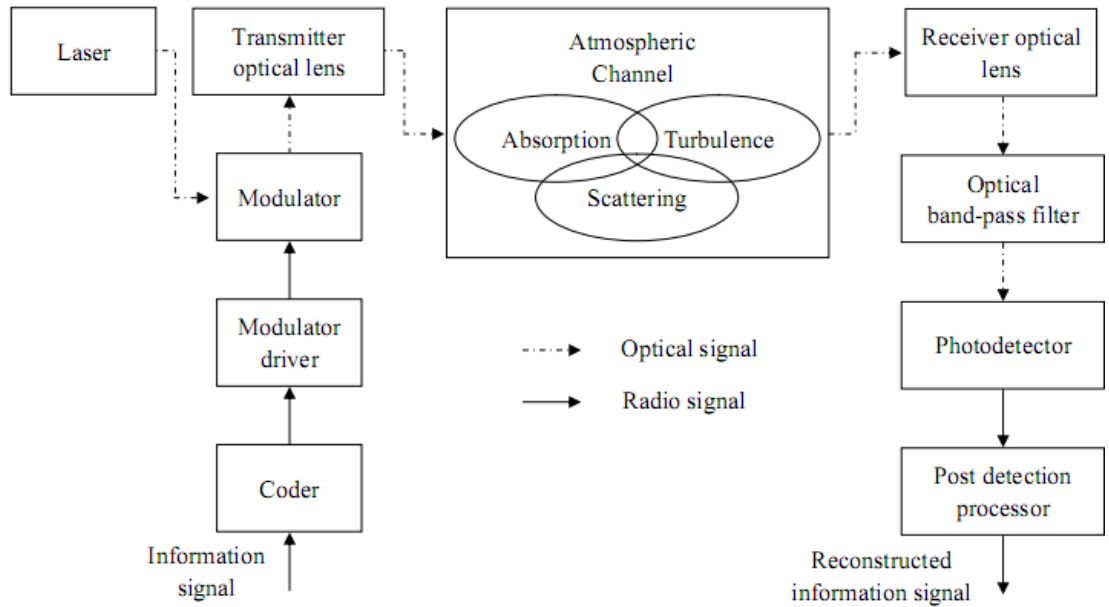 Laser
Transmitter
optical lens
Atmospheric
Channel
Absorption
Turbulence
Scattering
Receiver optical
lens
Modulator
Optical
band-pass filter
Modulator
driver
Optical signal
Radio signal
Photodetector
Coder
Post detection
processor
Information
signal
Reconstructed
information signal